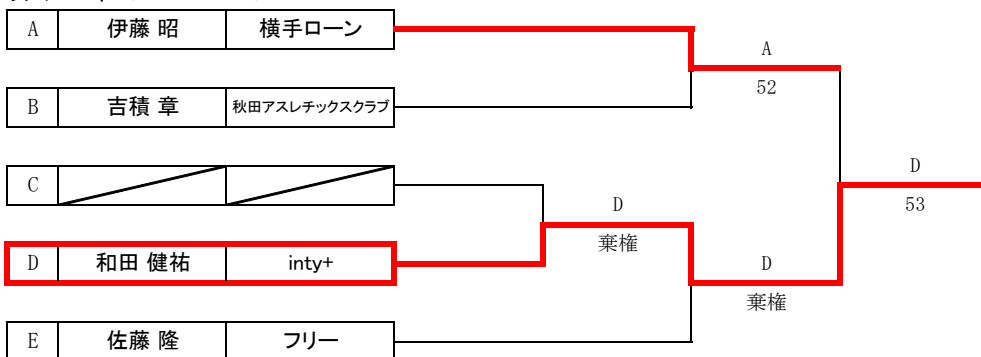 A 伊藤 昭 横手ローン
A
52
B 吉積 章 秋田アスレチックスクラブ
C
D
53
D
棄権
D 和田 健祐 inty+
D
棄権
E 佐藤 隆 フリー